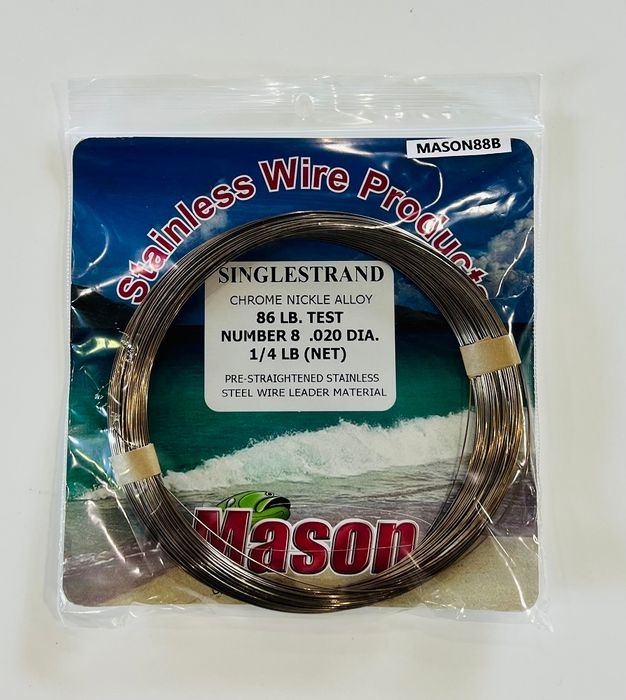 MASON88B
Stainless Wire Products
SINGLESTRAND
CHROME NICKLE ALLOY
86 LB. TEST
NUMBER 8 .020 DIA.
1/4 LB (NET)
PRE-STRAIGHTENED STAINLESS
STEEL WIRE LEADER MATERIAL
Mason